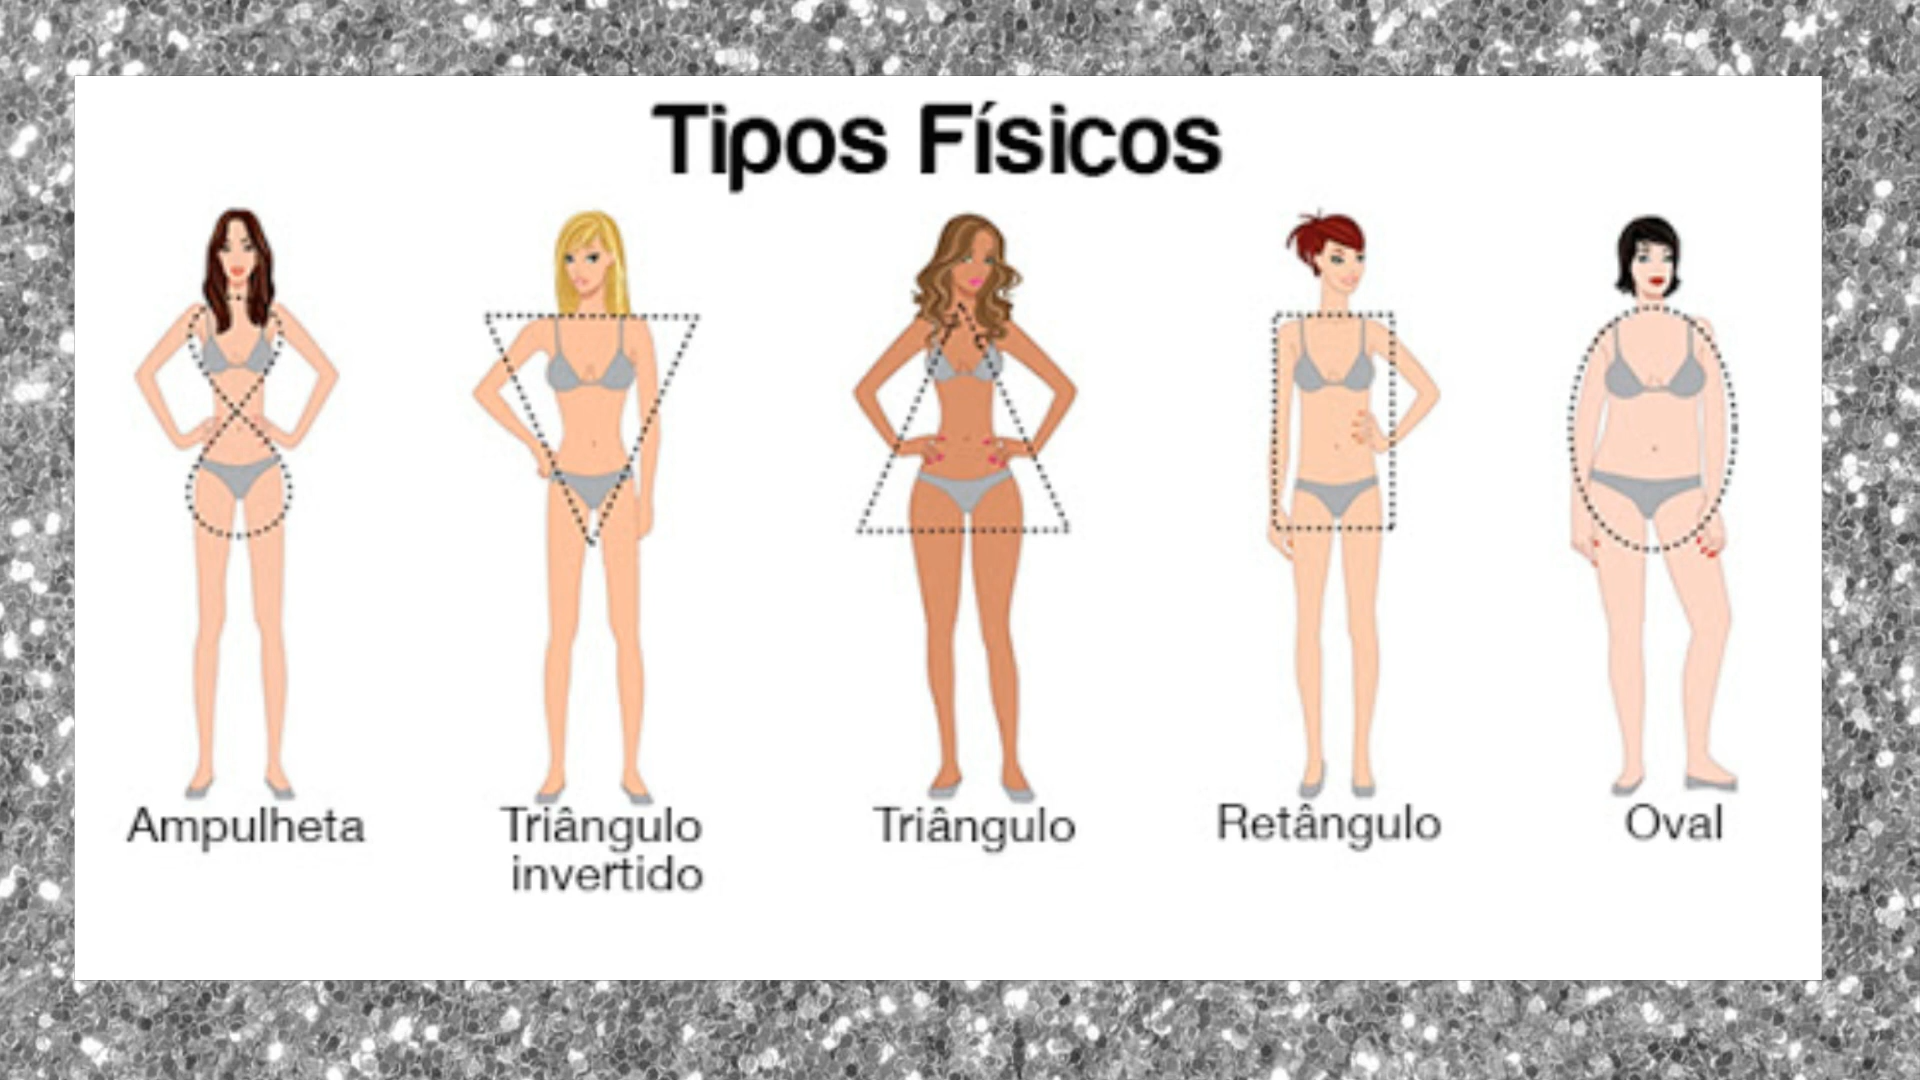 Tipos Físicos
Ampulheta
Triângulo
invertido
Triângulo
Retângulo
Oval